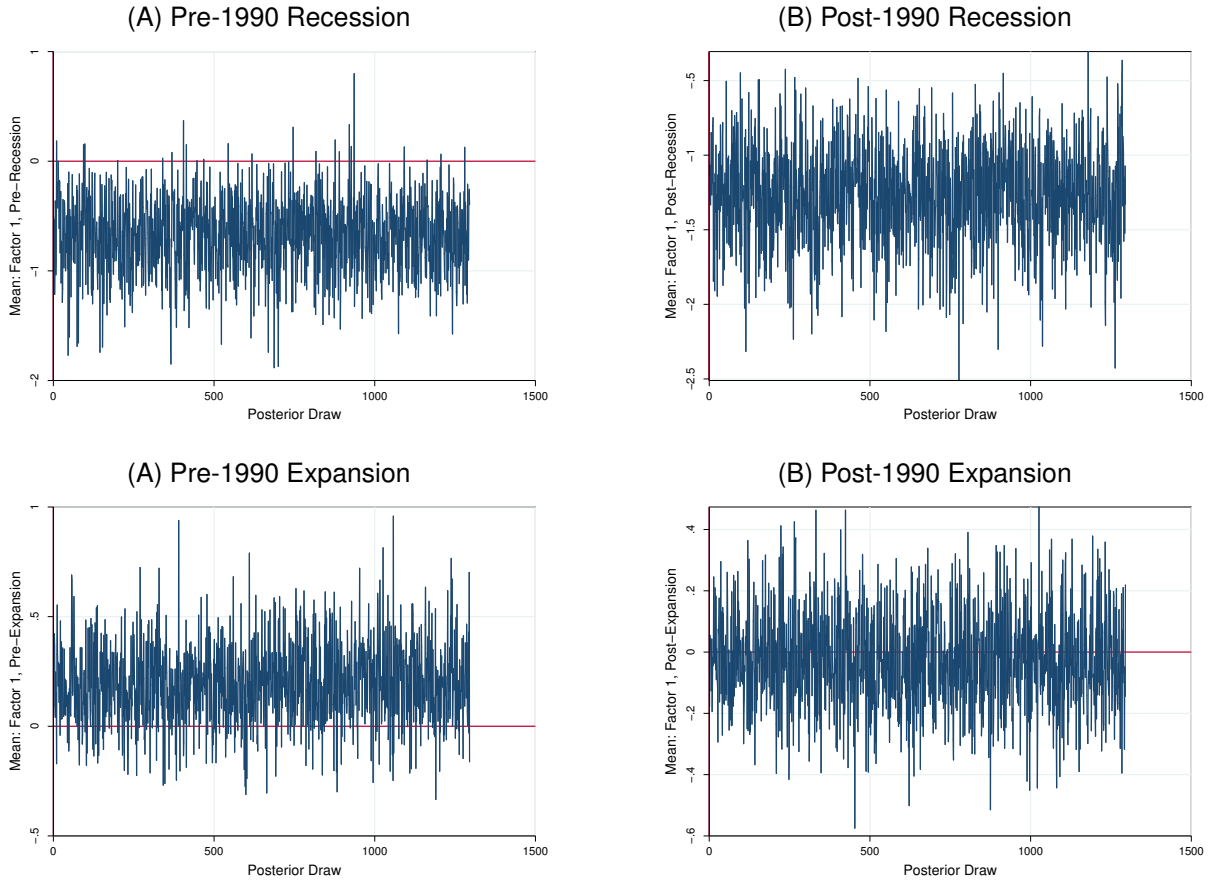 (A) Pre-1990 Recession
Mean: Factor 1, Pre−Recession
1
0
−1
−2
0
500
1000
1500
Posterior Draw
(B) Post-1990 Recession
Mean: Factor 1, Post−Recession
−.5
−1
−1.5
−2
−2.5
0
500
1000
1500
Posterior Draw
(A) Pre-1990 Expansion
Mean: Factor 1, Pre−Expansion
1
.5
0
−.5
0
500
1000
1500
Posterior Draw
(B) Post-1990 Expansion
Mean: Factor 1, Post−Expansion
.4
.2
0
−.2
−.4
−.6
0
500
1000
1500
Posterior Draw